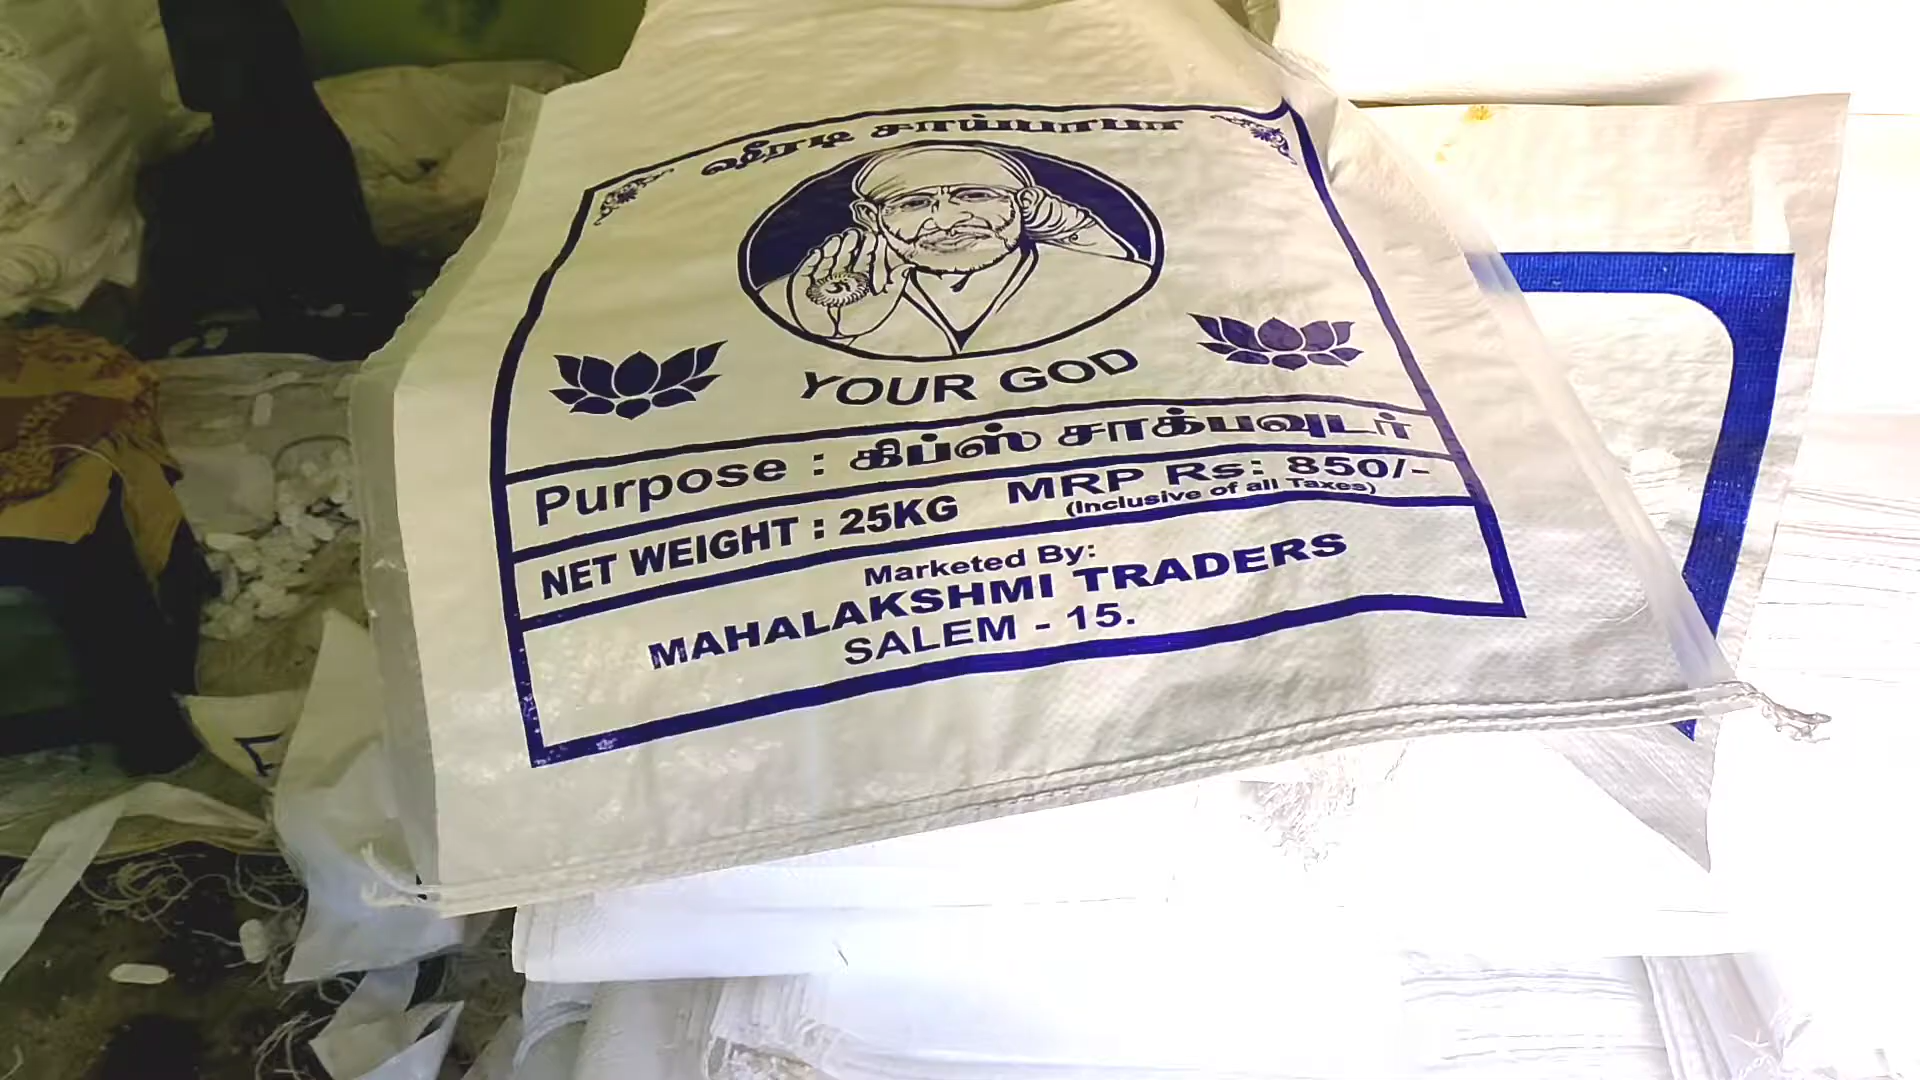 ஷீரடி சாய்பாபா
YOUR GOD
Purpose : கிப்ஸ் சாக்பவுடர்
NET WEIGHT : 25KG MRP Rs: 850/-
(Inclusive of all Taxes)
Marketed By:
MAHALAKSHMI TRADERS
SALEM - 15.